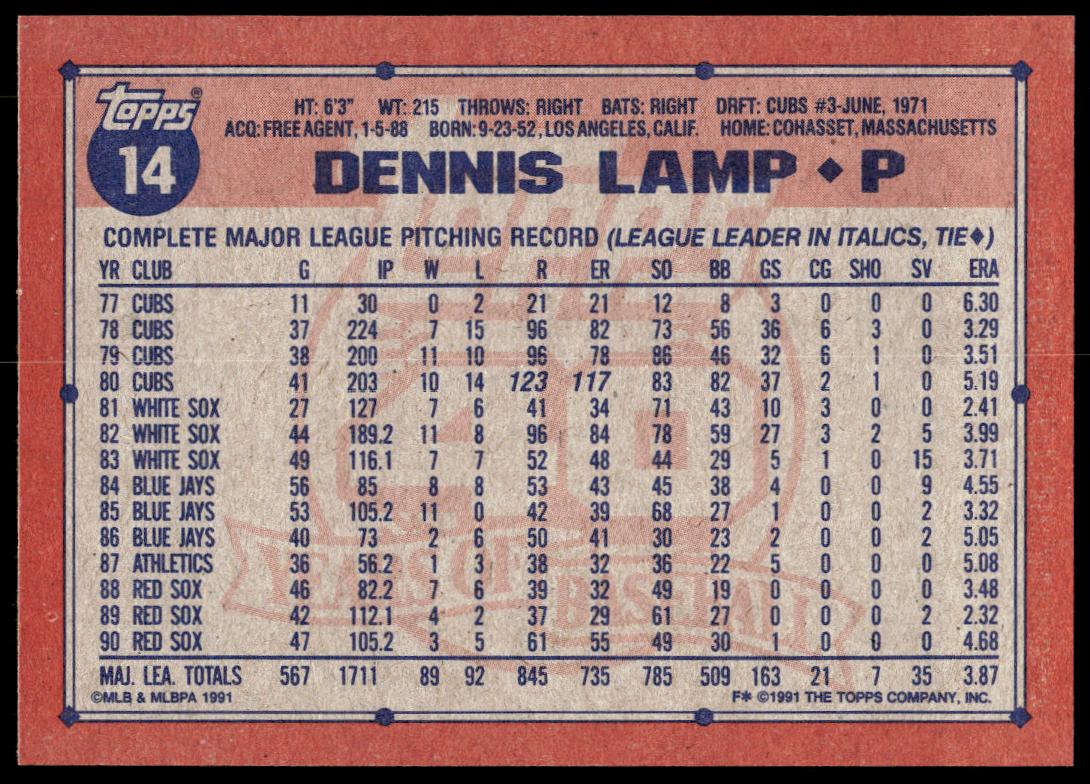 Topps®
HT: 6'3" WT: 215 THROWS: RIGHT BATS: RIGHT DRFT: CUBS #3-JUNE, 1971
ACQ: FREE AGENT, 1-5-88 BORN: 9-23-52, LOS ANGELES, CALIF. HOME: COHASSET, MASSACHUSETTS
14
DENNIS LAMP ♦ P
COMPLETE MAJOR LEAGUE PITCHING RECORD (LEAGUE LEADER IN ITALICS, TIE♦)
YR CLUB G IP W L R ER SO BB GS CG SHO SV ERA
77 CUBS 11 30 0 2 21 21 12 8 3 0 0 0 6.30
78 CUBS 37 224 7 15 96 82 73 56 36 6 3 0 3.29
79 CUBS 38 200 11 10 96 78 86 46 32 6 1 0 3.51
80 CUBS 41 203 10 14 123 117 83 82 37 2 1 0 5.19
81 WHITE SOX 27 127 7 6 41 34 71 43 10 3 0 0 2.41
82 WHITE SOX 44 189.2 11 8 96 84 78 59 27 3 2 5 3.99
83 WHITE SOX 49 116.1 7 7 52 48 44 29 5 1 0 15 3.71
84 BLUE JAYS 56 85 8 8 53 43 45 38 4 0 0 9 4.55
85 BLUE JAYS 53 105.2 11 0 42 39 68 27 1 0 0 2 3.32
86 BLUE JAYS 40 73 2 6 50 41 30 23 2 0 0 2 5.05
87 ATHLETICS 36 56.2 1 3 38 32 36 22 5 0 0 0 5.08
88 RED SOX 46 82.2 7 6 39 32 49 19 0 0 0 0 3.48
89 RED SOX 42 112.1 4 2 37 29 61 27 0 0 0 2 2.32
90 RED SOX 47 105.2 3 5 61 55 49 30 1 0 0 0 4.68
MAJ. LEA. TOTALS 567 1711 89 92 845 735 785 509 163 21 7 35 3.87
©MLB & MLBPA 1991 F* ©1991 THE TOPPS COMPANY, INC.
Topps
40
YEARS OF BASEBALL